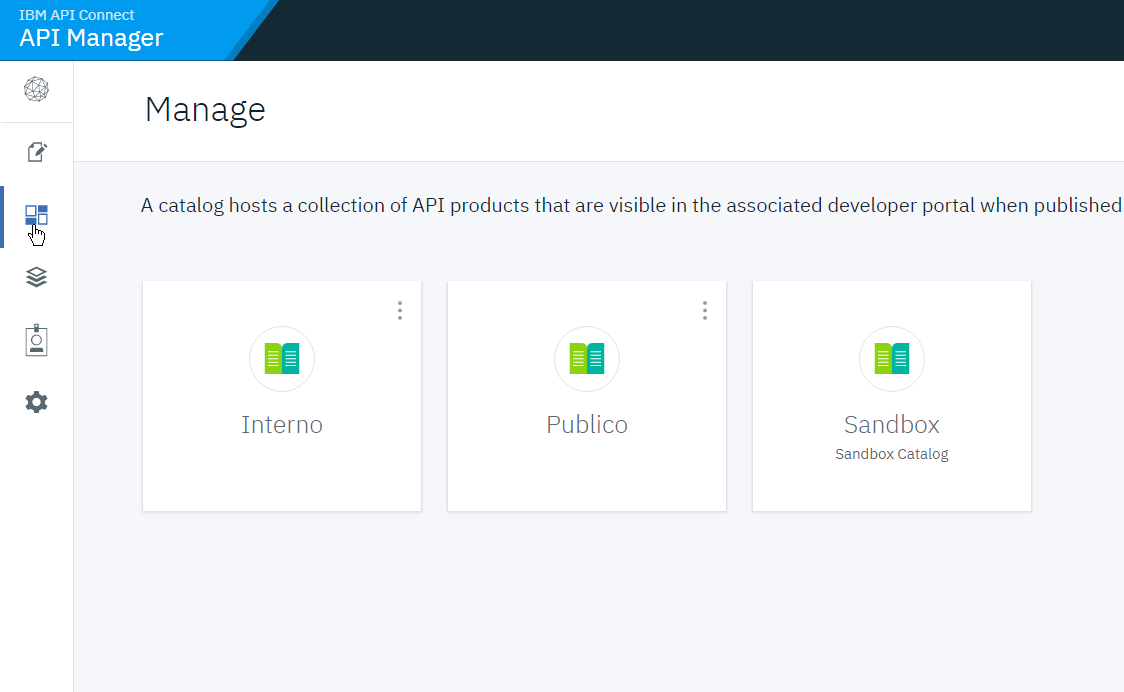 IBM API Connect
API Manager
Manage
A catalog hosts a collection of API products that are visible in the associated developer portal when published
Interno
Publico
Sandbox
Sandbox Catalog